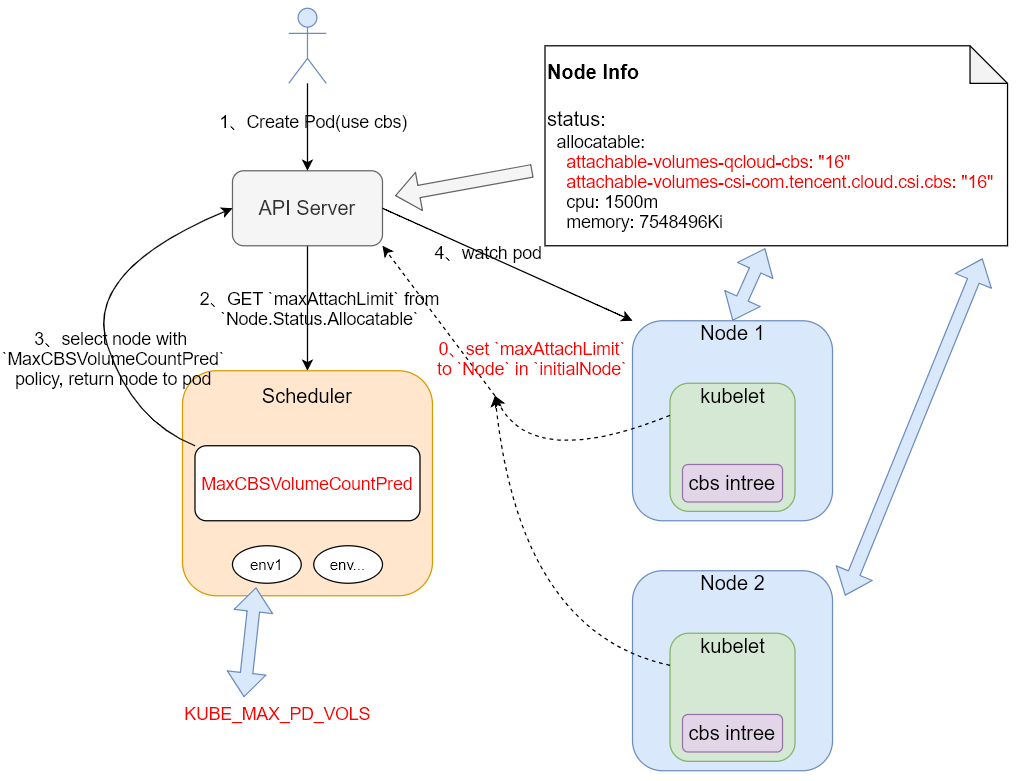 1、Create Pod(use cbs)
Node Info
status:
allocatable:
attachable-volumes-qcloud-cbs: "16"
attachable-volumes-csi-com.tencent.cloud.csi.cbs: "16"
cpu: 1500m
memory: 7548496Ki
API Server
4、watch pod
2、GET `maxAttachLimit` from
`Node.Status.Allocatable`
3、select node with
`MaxCBSVolumeCountPred`
policy, return node to pod
0、set `maxAttachLimit`
to `Node` in `initialNode`
Node 1
kubelet
cbs intree
Scheduler
MaxCBSVolumeCountPred
env1
env...
KUBE_MAX_PD_VOLS
Node 2
kubelet
cbs intree